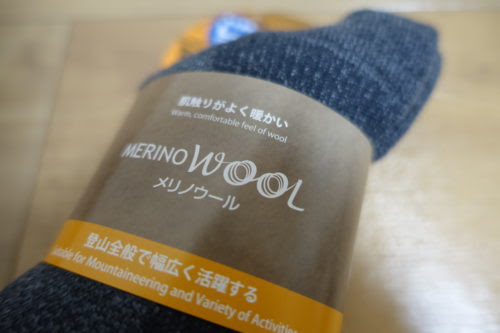 肌触りがよく暖かい
Warm, comfortable feel of wool
MERINO WOOL
メリノウール
登山全般で幅広く活躍する
for Mountaineering and Variety of Activities